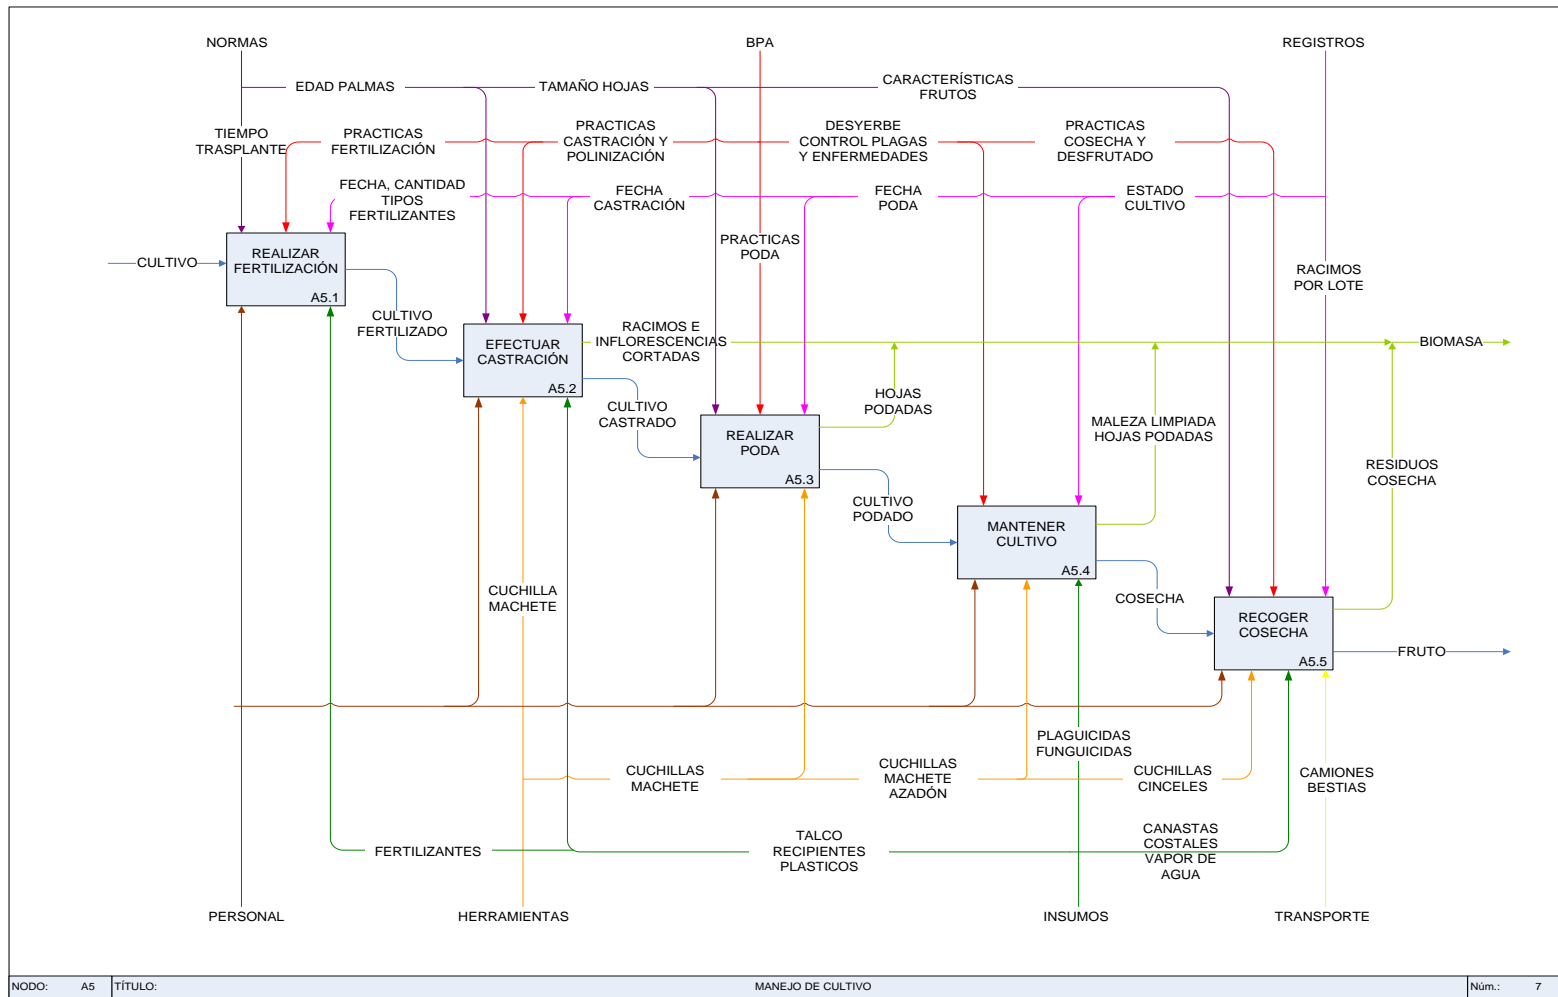 NORMAS
BPA
REGISTROS
EDAD PALMAS
TAMAÑO HOJAS
CARACTERÍSTICAS
FRUTOS
TIEMPO
TRASPLANTE
PRACTICAS
FERTILIZACIÓN
PRACTICAS
CASTRACIÓN Y
POLINIZACIÓN
DESYERBE
CONTROL PLAGAS
Y ENFERMEDADES
PRACTICAS
COSECHA Y
DESFRUTADO
FECHA, CANTIDAD
TIPOS
FERTILIZANTES
FECHA
CASTRACIÓN
FECHA
PODA
ESTADO
CULTIVO
CULTIVO
REALIZAR
FERTILIZACIÓN
A5.1
PRACTICAS
PODA
RACIMOS
POR LOTE
CULTIVO
FERTILIZADO
EFECTUAR
CASTRACIÓN
A5.2
RACIMOS E
INFLORESCENCIAS
CORTADAS
BIOMASA
CULTIVO
CASTRADO
HOJAS
PODADAS
REALIZAR
PODA
A5.3
MALEZA LIMPIADA
HOJAS PODADAS
RESIDUOS
COSECHA
CULTIVO
PODADO
MANTENER
CULTIVO
A5.4
CUCHILLA
MACHETE
COSECHA
RECOGER
COSECHA
A5.5
FRUTO
PLAGUICIDAS
FUNGUICIDAS
CUCHILLAS
MACHETE
CUCHILLAS
MACHETE
AZADÓN
CUCHILLAS
CINCELES
CAMIONES
BESTIAS
FERTILIZANTES
TALCO
RECIPIENTES
PLASTICOS
CANASTAS
COSTALES
VAPOR DE
AGUA
PERSONAL
HERRAMIENTAS
INSUMOS
TRANSPORTE
NODO: A5 TÍTULO: MANEJO DE CULTIVO Núm.: 7